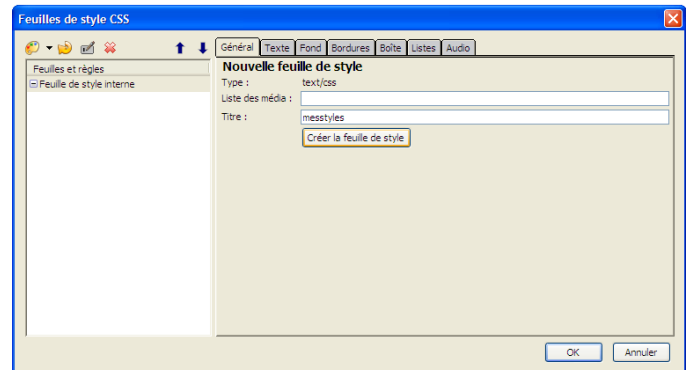 Feuilles de style CSS
Général Texte Fond Bordures Boîte Listes Audio
Feuilles et règles
Feuille de style interne
Nouvelle feuille de style
Type : text/css
Liste des média :
Titre : messtyles
Créer la feuille de style
OK Annuler